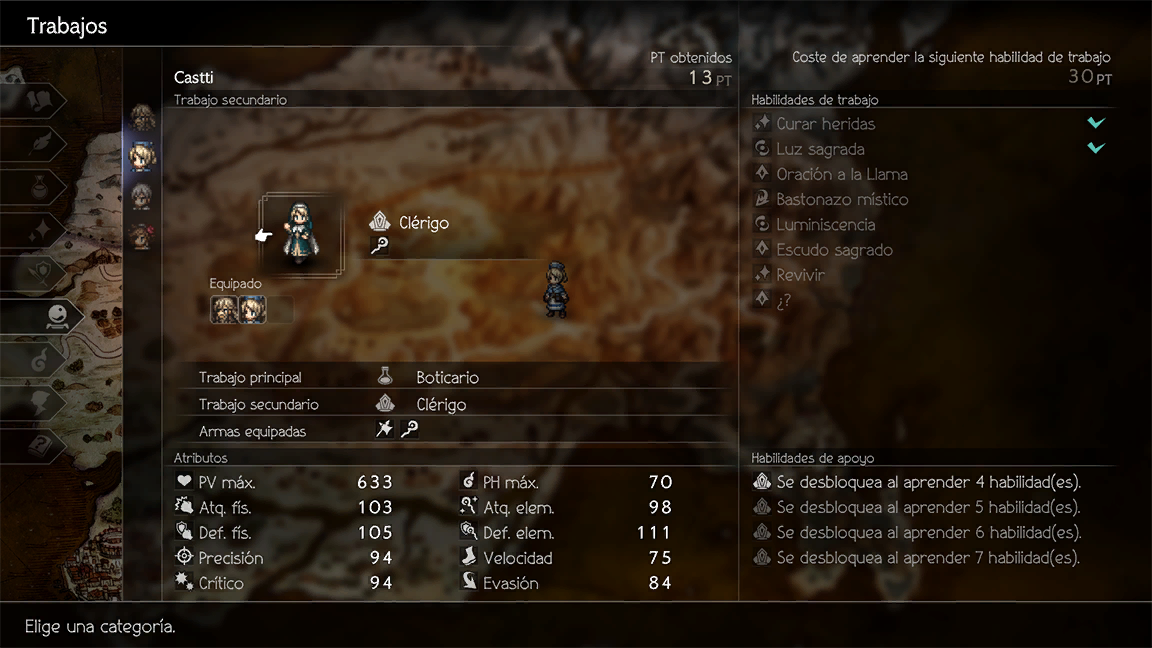 Trabajos
Castti
PT obtenidos
13 PT
Coste de aprender la siguiente habilidad de trabajo
30 PT
Trabajo secundario
Clérigo
Equipado
Trabajo principal Boticario
Trabajo secundario Clérigo
Armas equipadas
Atributos
PV máx. 633 PH máx. 70
Atq. fís. 103 Atq. elem. 98
Def. fís. 105 Def. elem. 111
Precisión 94 Velocidad 75
Crítico 94 Evasión 84
Habilidades de trabajo
Curar heridas
Luz sagrada
Oración a la Llama
Bastonazo místico
Luminiscencia
Escudo sagrado
Revivir
¿?
Habilidades de apoyo
Se desbloquea al aprender 4 habilidad(es).
Se desbloquea al aprender 5 habilidad(es).
Se desbloquea al aprender 6 habilidad(es).
Se desbloquea al aprender 7 habilidad(es).
Elige una categoría.